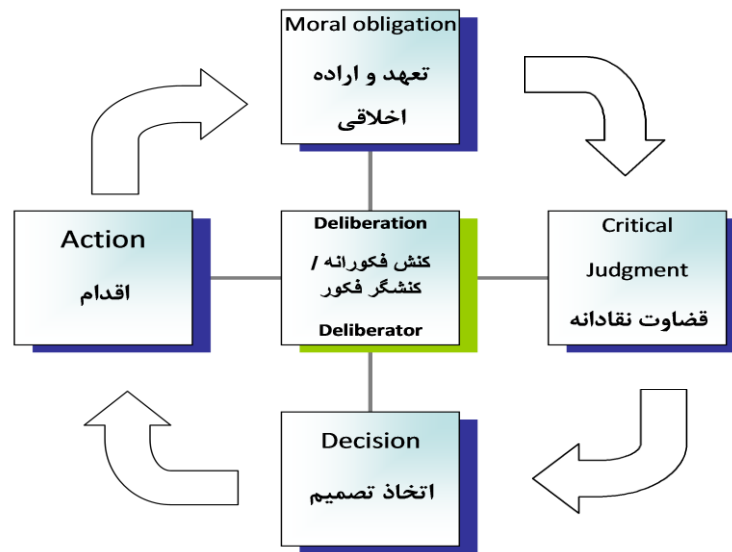 Moral obligation
تعهد و اراده
اخلاقی
Action
اقدام
Deliberation
کنش فکورانه /
کنشگر فکور
Deliberator
Critical
Judgment
قضاوت نقادانه
Decision
اتخاذ تصمیم